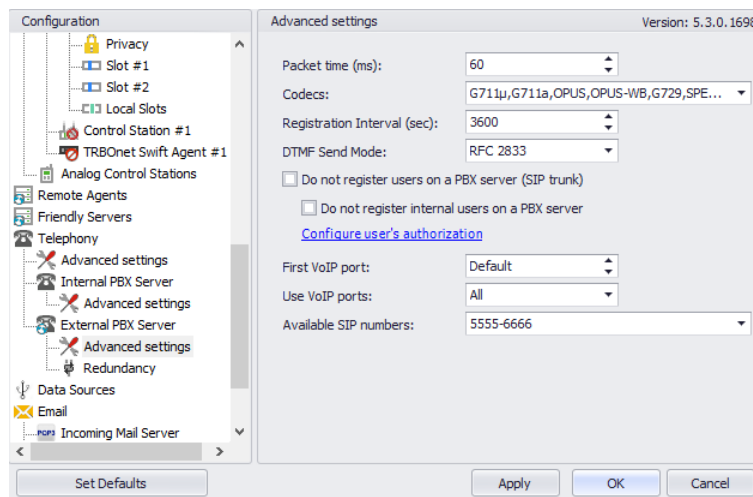 Configuration
Privacy
Slot #1
Slot #2
Local Slots
Control Station #1
TRBOnet Swift Agent #1
Analog Control Stations
Remote Agents
Friendly Servers
Telephony
Advanced settings
Internal PBX Server
Advanced settings
External PBX Server
Advanced settings
Redundancy
Data Sources
Email
POP3 Incoming Mail Server
Set Defaults
Advanced settings Version: 5.3.0.1698
Packet time (ms): 60
Codecs: G711µ,G711a,OPUS,OPUS-WB,G729,SPE...
Registration Interval (sec): 3600
DTMF Send Mode: RFC 2833
Do not register users on a PBX server (SIP trunk)
Do not register internal users on a PBX server
Configure user's authorization
First VoIP port: Default
Use VoIP ports: All
Available SIP numbers: 5555-6666
Apply OK Cancel